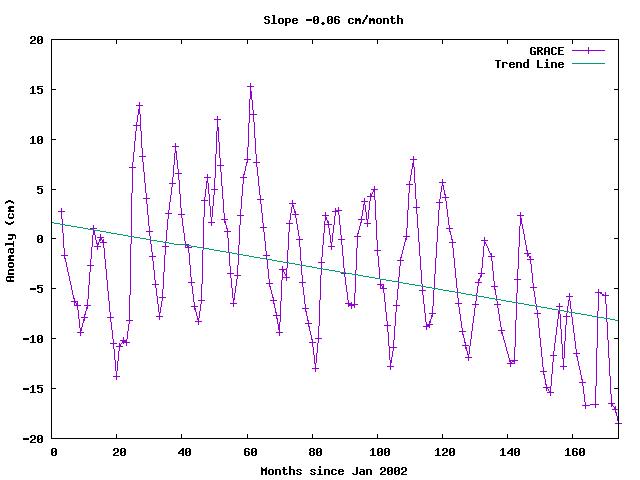 Slope -0.06 cm/month
GRACE
Trend Line
20
15
10
5
0
-5
-10
-15
-20
Anomaly (cm)
0 20 40 60 80 100 120 140 160
Months since Jan 2002